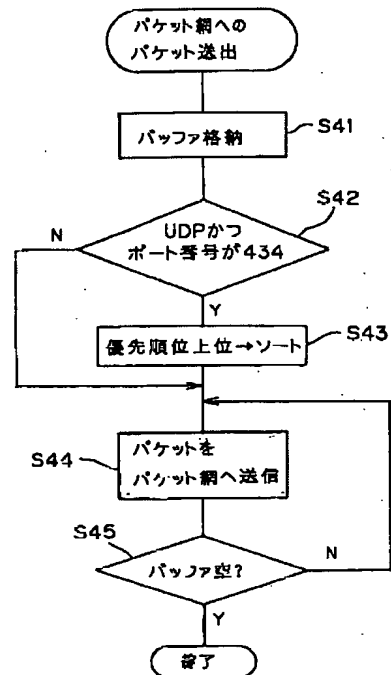 パケット網への
パケット送出
バッファ格納
S41
S42
UDPかつ
ポート番号が434
N
Y
優先順位上位→ソート
S43
S44
パケットを
パケット網へ送信
S45
バッファ空?
N
Y
終了